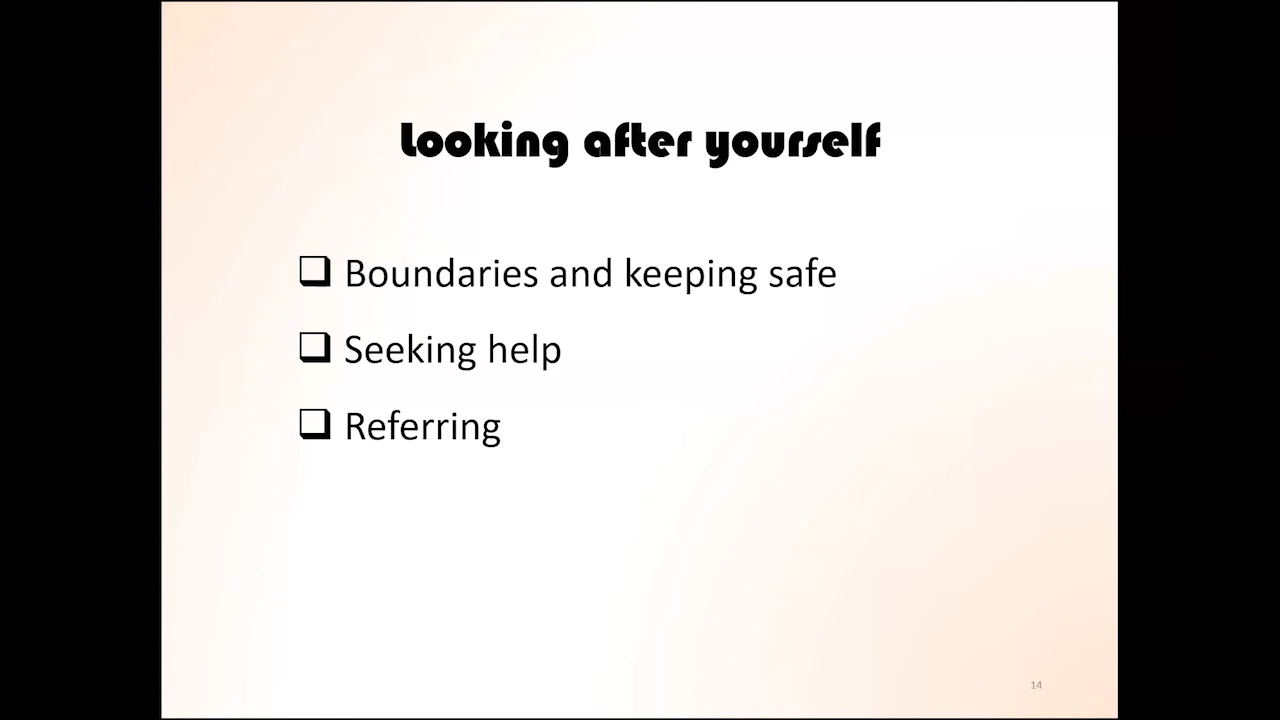 Looking after yourself
Boundaries and keeping safe
Seeking help
Referring
14